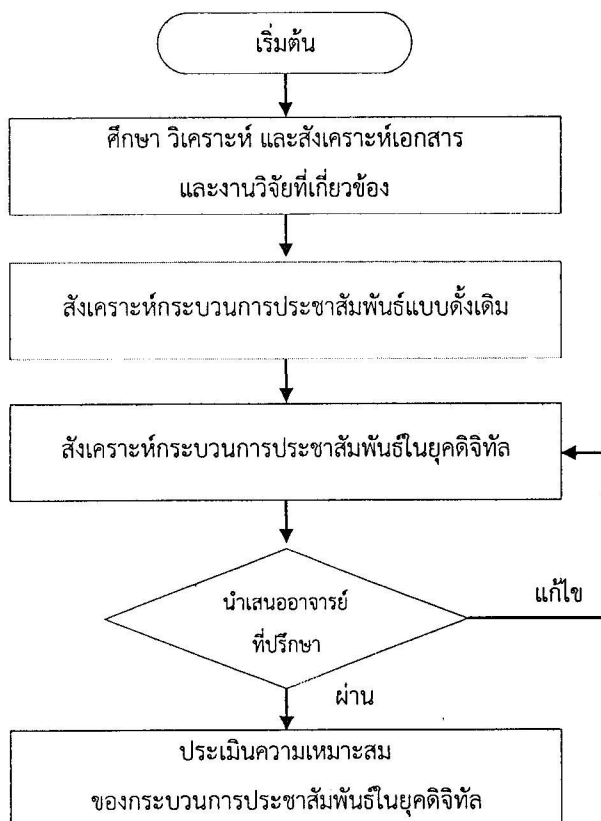 เริ่มต้น
ศึกษา วิเคราะห์ และสังเคราะห์เอกสาร
และงานวิจัยที่เกี่ยวข้อง
สังเคราะห์กระบวนการประชาสัมพันธ์แบบดั้งเดิม
สังเคราะห์กระบวนการประชาสัมพันธ์ในยุคดิจิทัล
นำเสนออาจารย์
ที่ปรึกษา
แก้ไข
ผ่าน
ประเมินความเหมาะสม
ของกระบวนการประชาสัมพันธ์ในยุคดิจิทัล